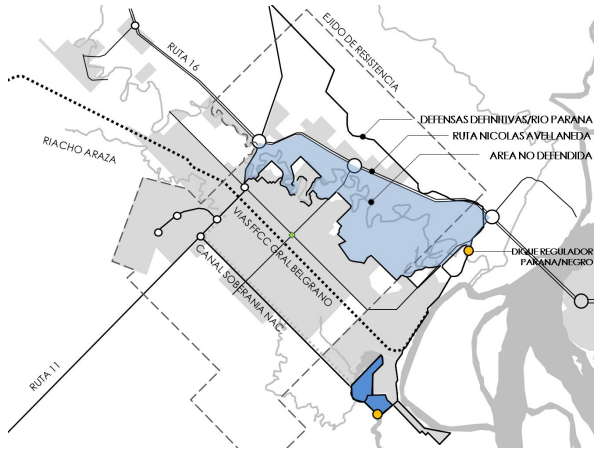 EJIDO DE RESISTENCIA
RUTA 16
DEFENSAS DEFINITIVAS/RIO PARANA
RUTA NICOLAS AVELLANEDA
AREA NO DEFENDIDA
RIACHO ARAZA
VIAS FFCC GRAL BELGRANO
DIQUE REGULADOR
PARANA/NEGRO
CANAL SOBERANIA NAC.
RUTA 11